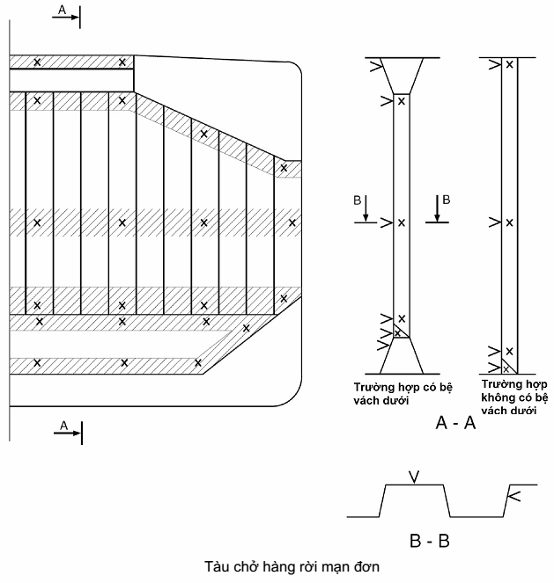 A
B
B
Trường hợp có bệ
vách dưới
Trường hợp
không có bệ
vách dưới
A - A
A
B - B
Tàu chở hàng rời mạn đơn